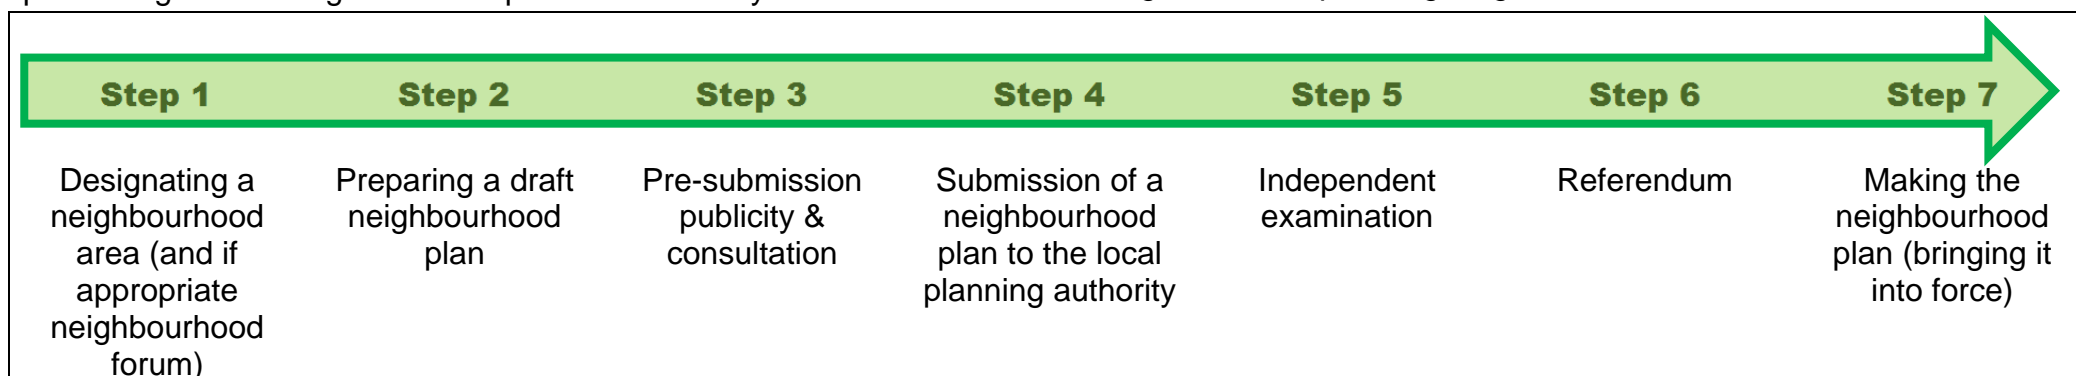 Step 1
Step 2
Step 3
Step 4
Step 5
Step 6
Step 7
Designating a
neighbourhood
area (and if
appropriate
neighbourhood
forum)
Preparing a draft
neighbourhood
plan
Pre-submission
publicity &
consultation
Submission of a
neighbourhood
plan to the local
planning authority
Independent
examination
Referendum
Making the
neighbourhood
plan (bringing it
into force)